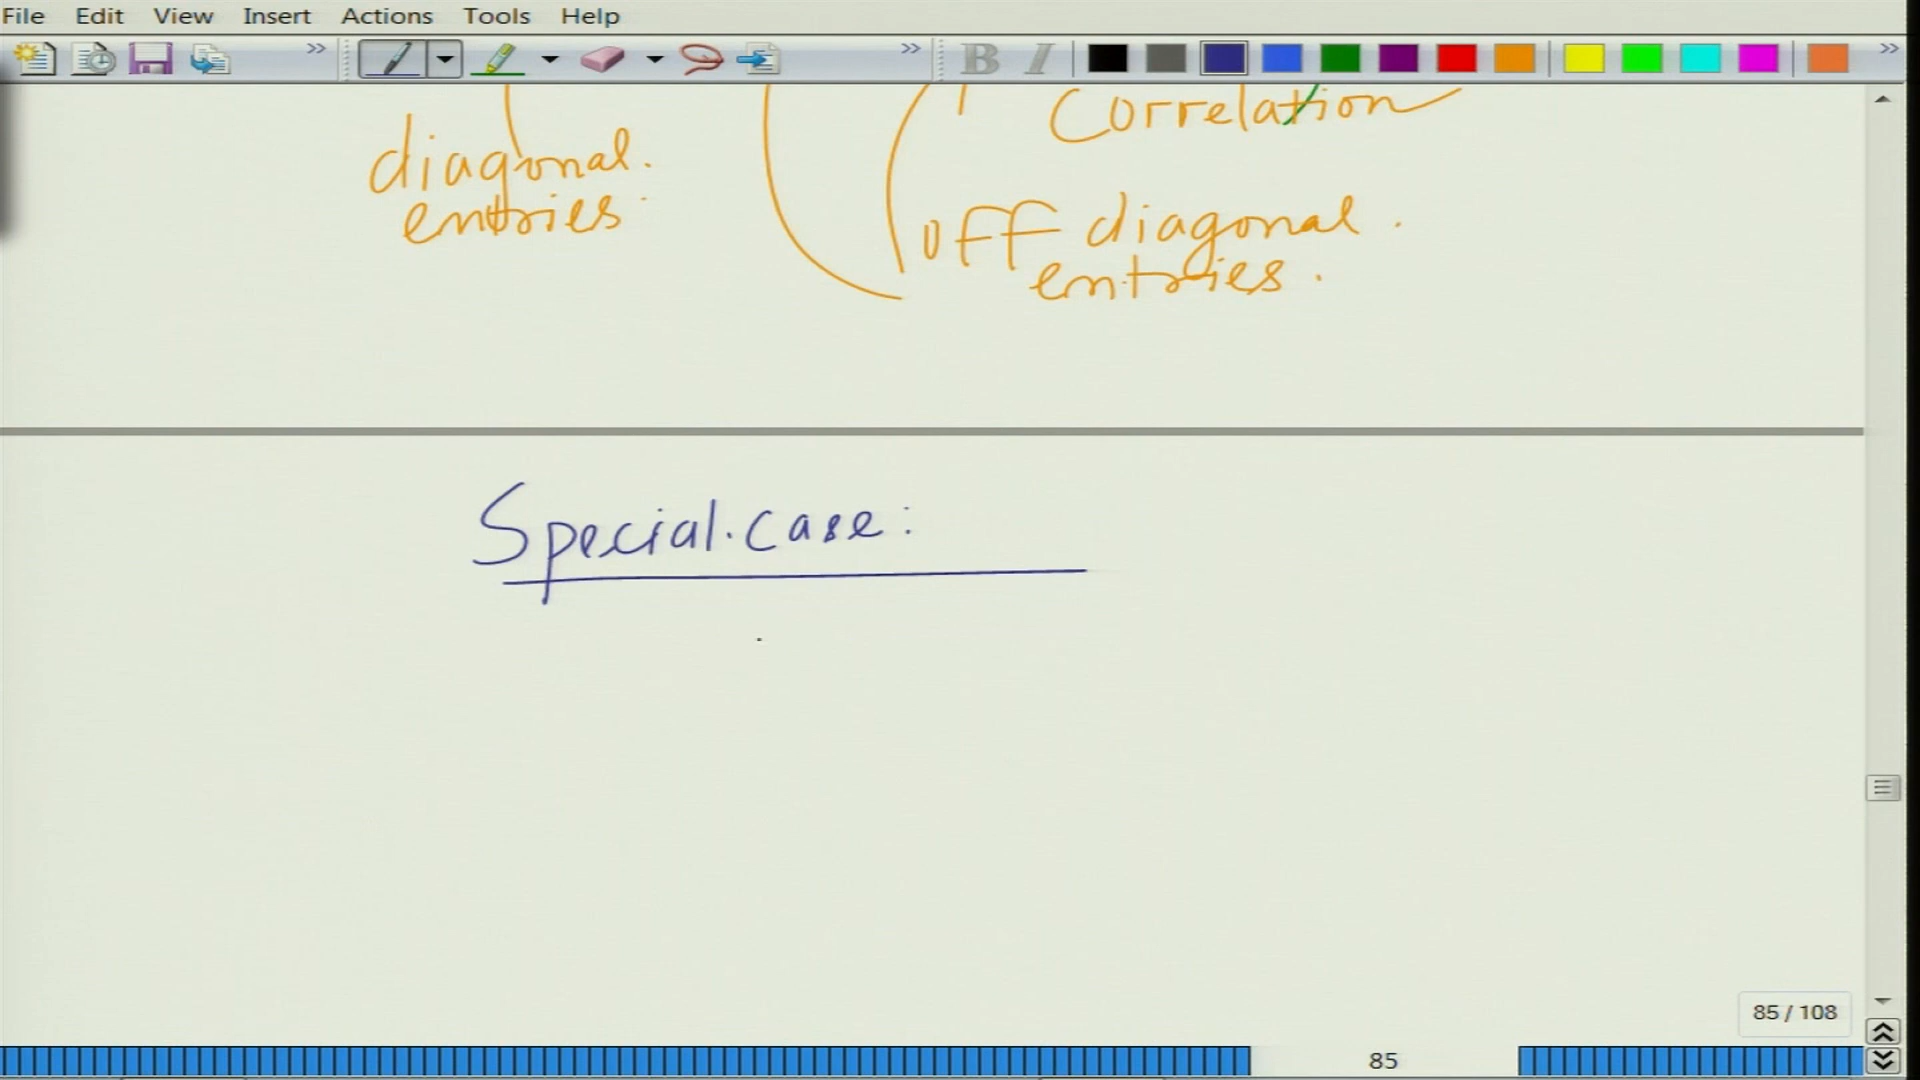 File Edit View Insert Actions Tools Help
B I
Correlation
diagonal.
entries.
off diagonal.
entries.
Special.case:
85 / 108
85